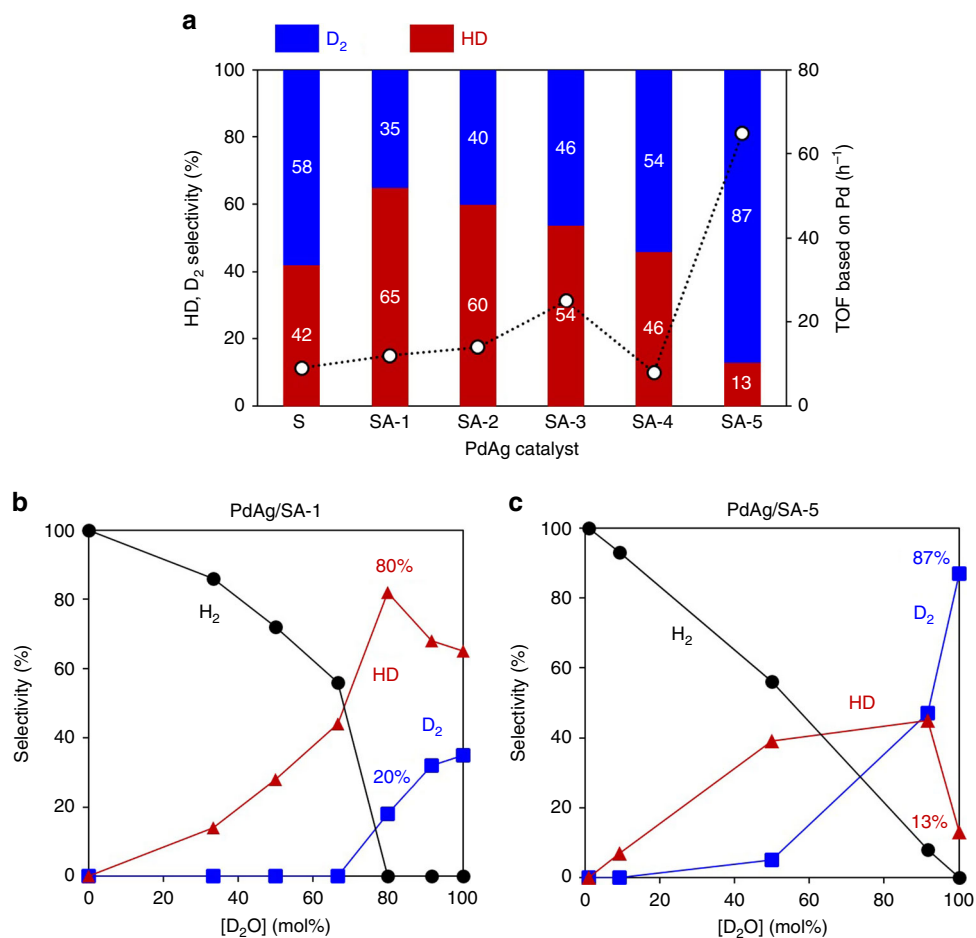 a
D2 HD
100
80
60
40
20
0
HD, D2 selectivity (%)
58 35 40 46 54 87
42 65 60 54 46 13
80
60
40
20
0
TOF based on Pd (h−1)
S SA-1 SA-2 SA-3 SA-4 SA-5
PdAg catalyst
b
PdAg/SA-1
100
80
60
40
20
0
Selectivity (%)
80%
H2
HD
D2
20%
0 20 40 60 80 100
[D2O] (mol%)
c
PdAg/SA-5
100
80
60
40
20
0
Selectivity (%)
87%
D2
H2
HD
13%
0 20 40 60 80 100
[D2O] (mol%)